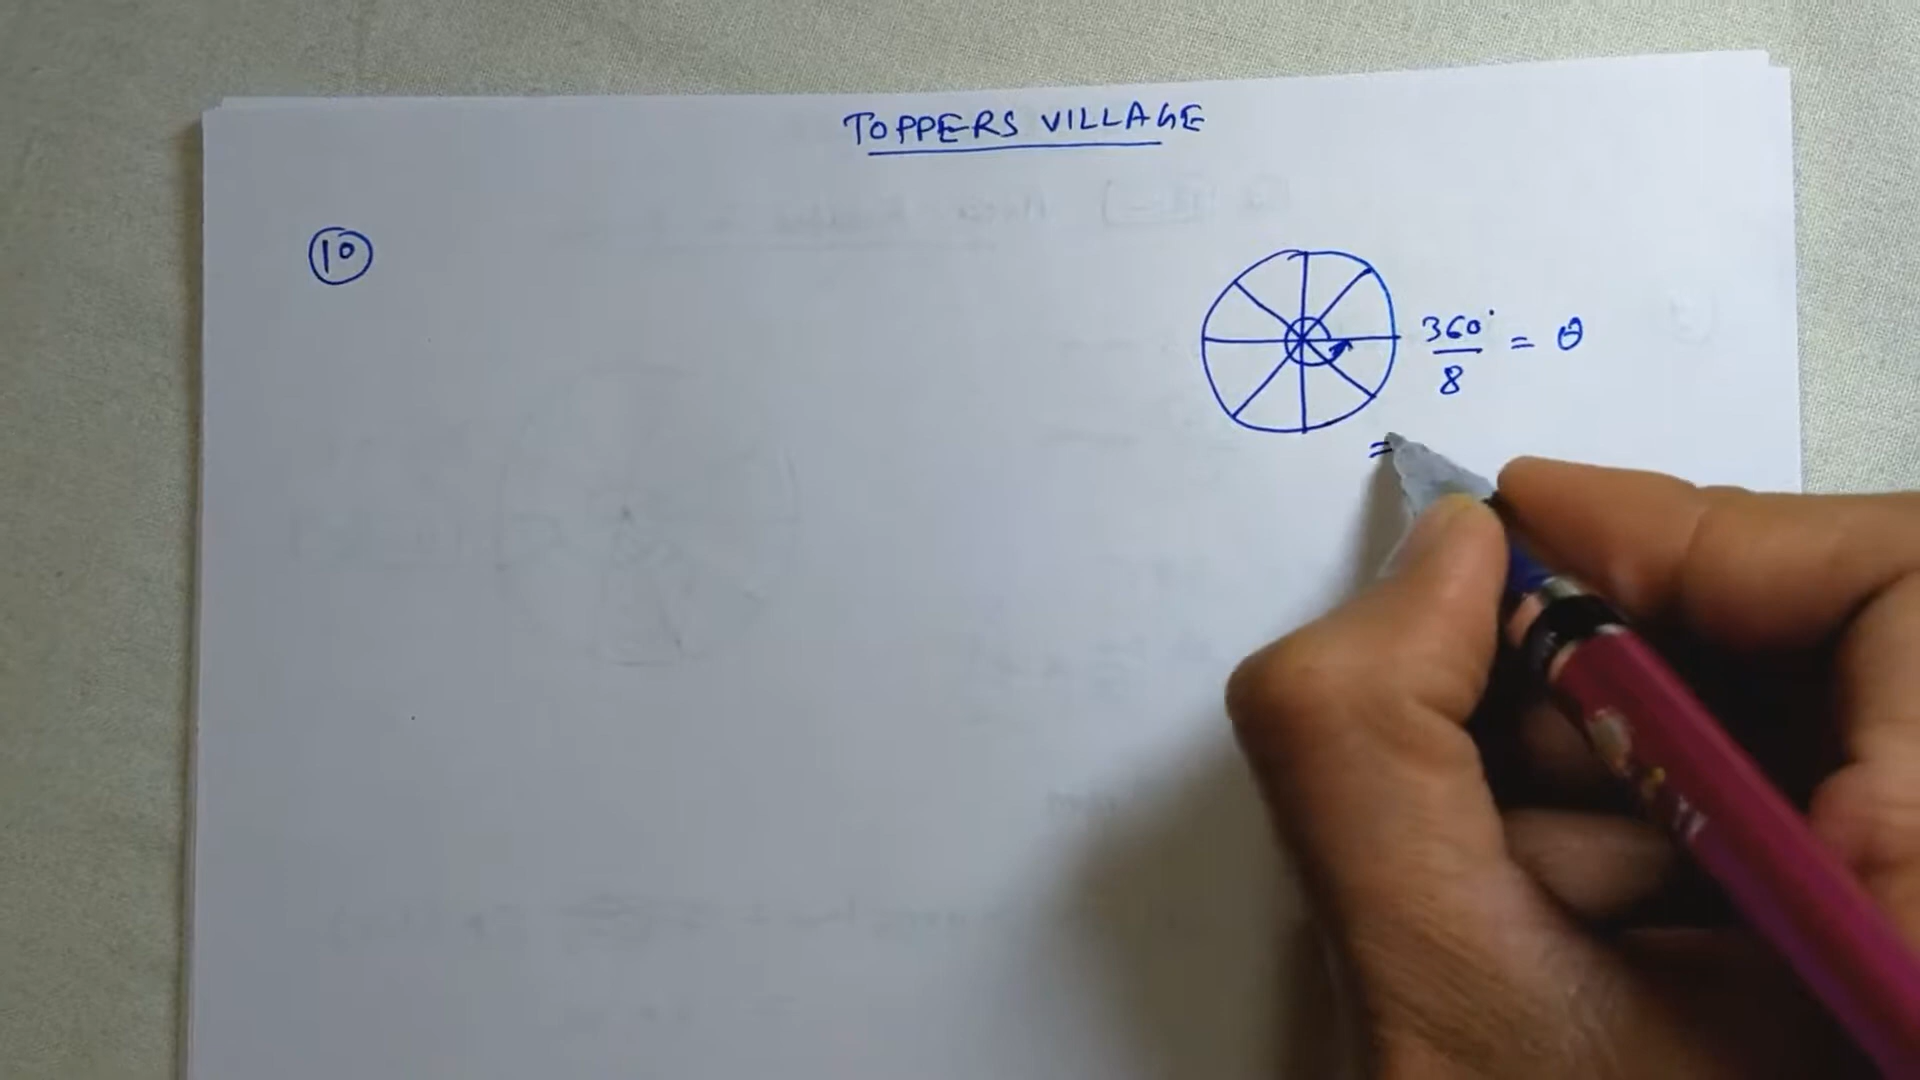 TOPPERS VILLAGE
10
360° / 8 = θ
=